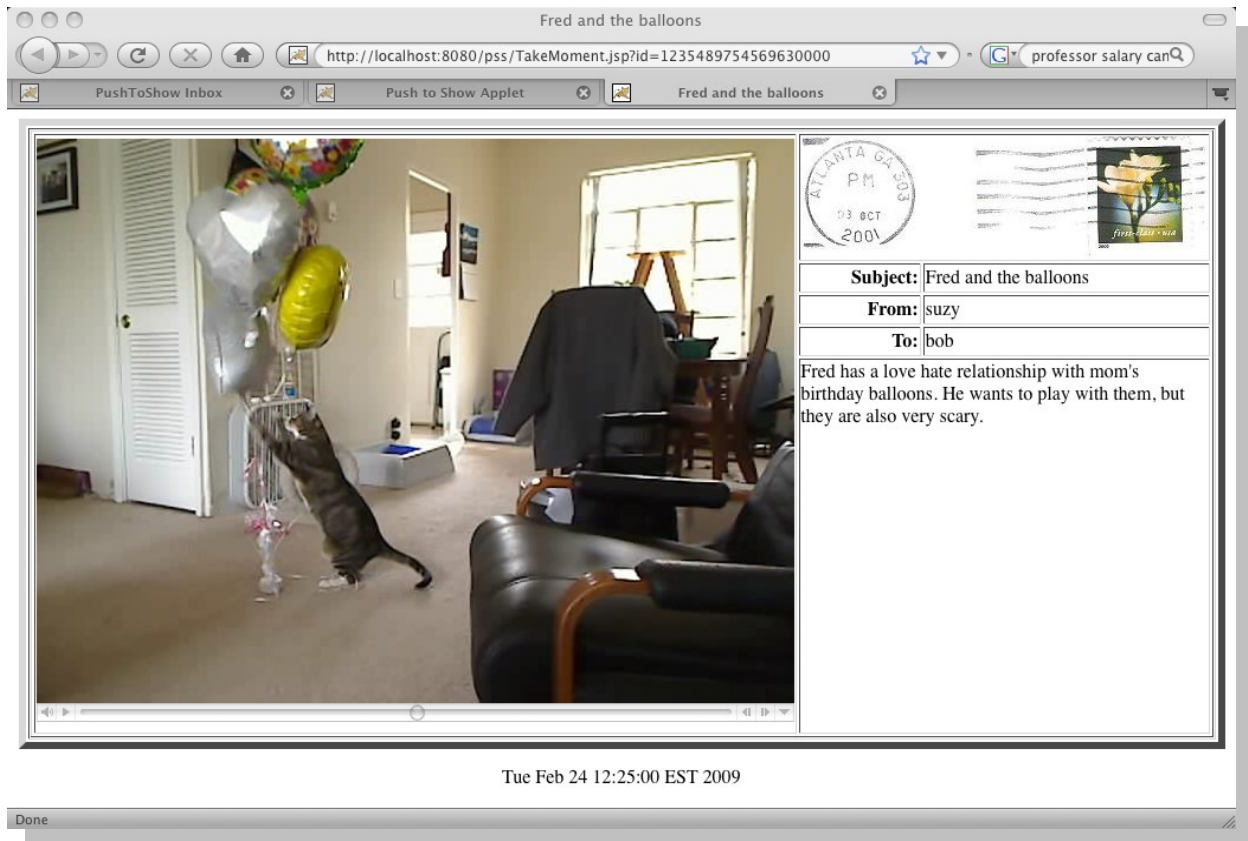 Fred and the balloons
http://localhost:8080/pss/TakeMoment.jsp?id=1235489754569630000
G
professor salary can
PushToShow Inbox
Push to Show Applet
Fred and the balloons
ATLANTA GA 303
PM
03 OCT
2001
first-class • usa
Subject: Fred and the balloons
From: suzy
To: bob
Fred has a love hate relationship with mom's
birthday balloons. He wants to play with them, but
they are also very scary.
Tue Feb 24 12:25:00 EST 2009
Done